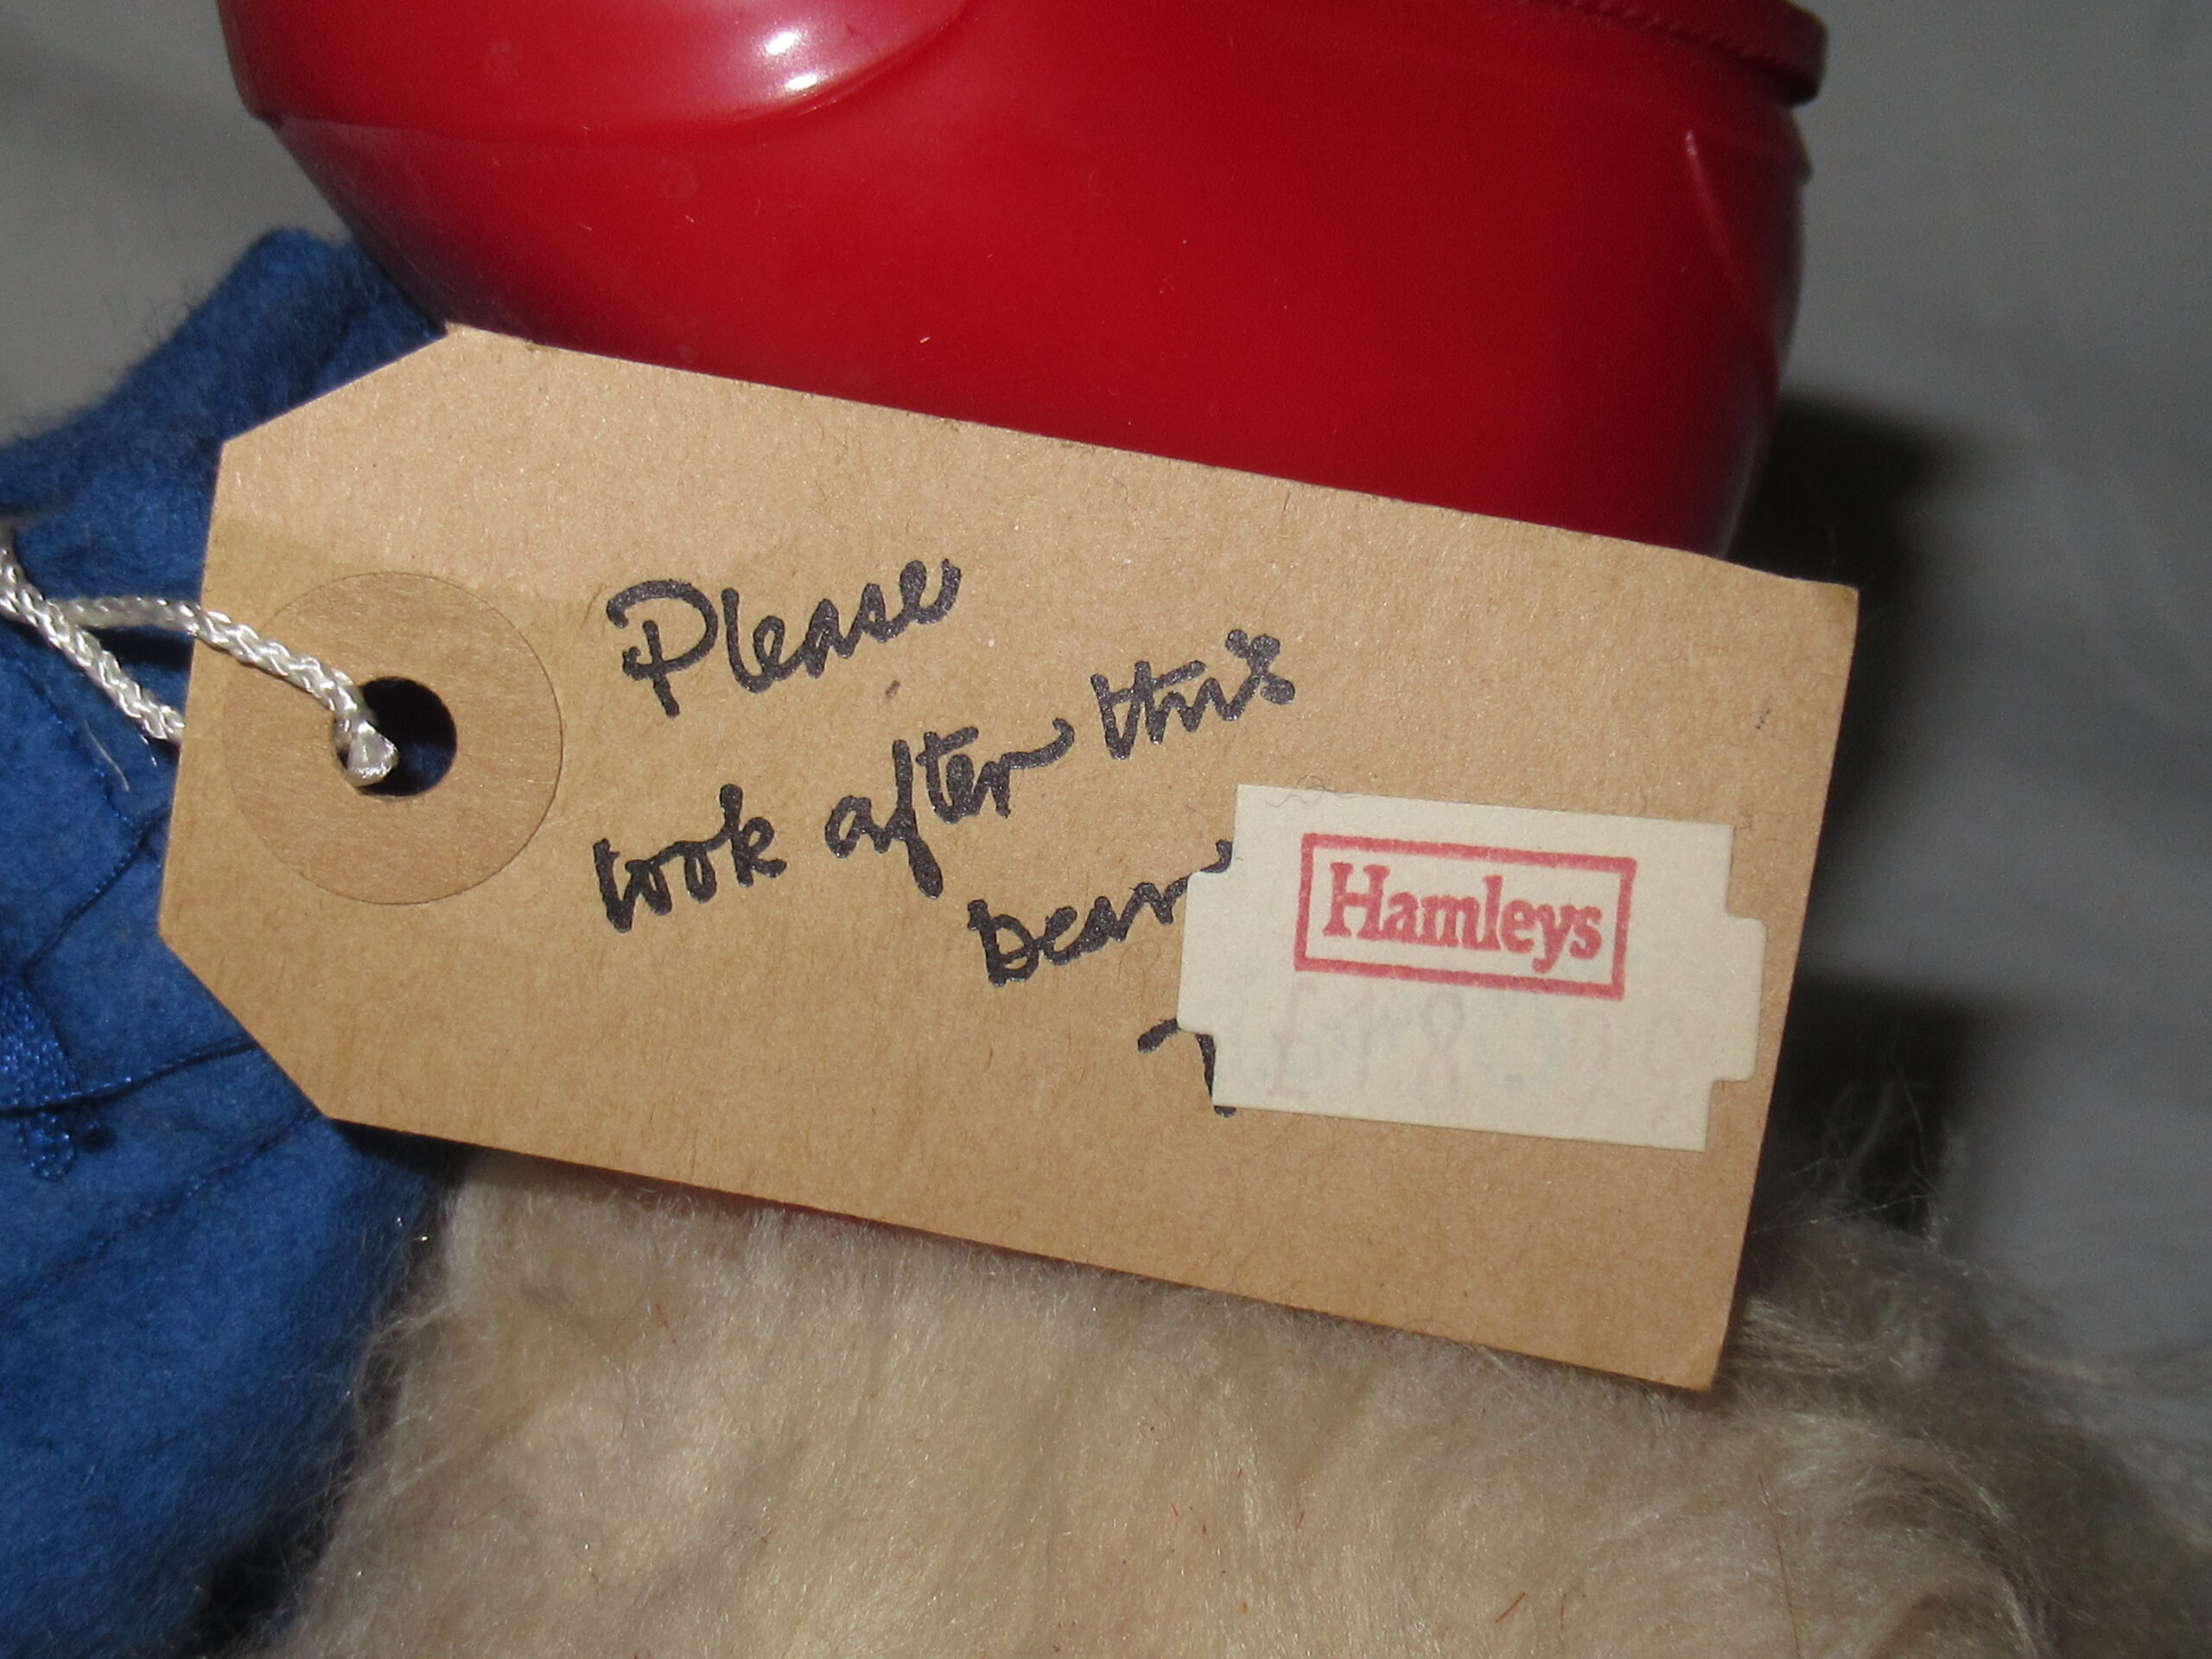 Please
look after this
Bear
Hamleys